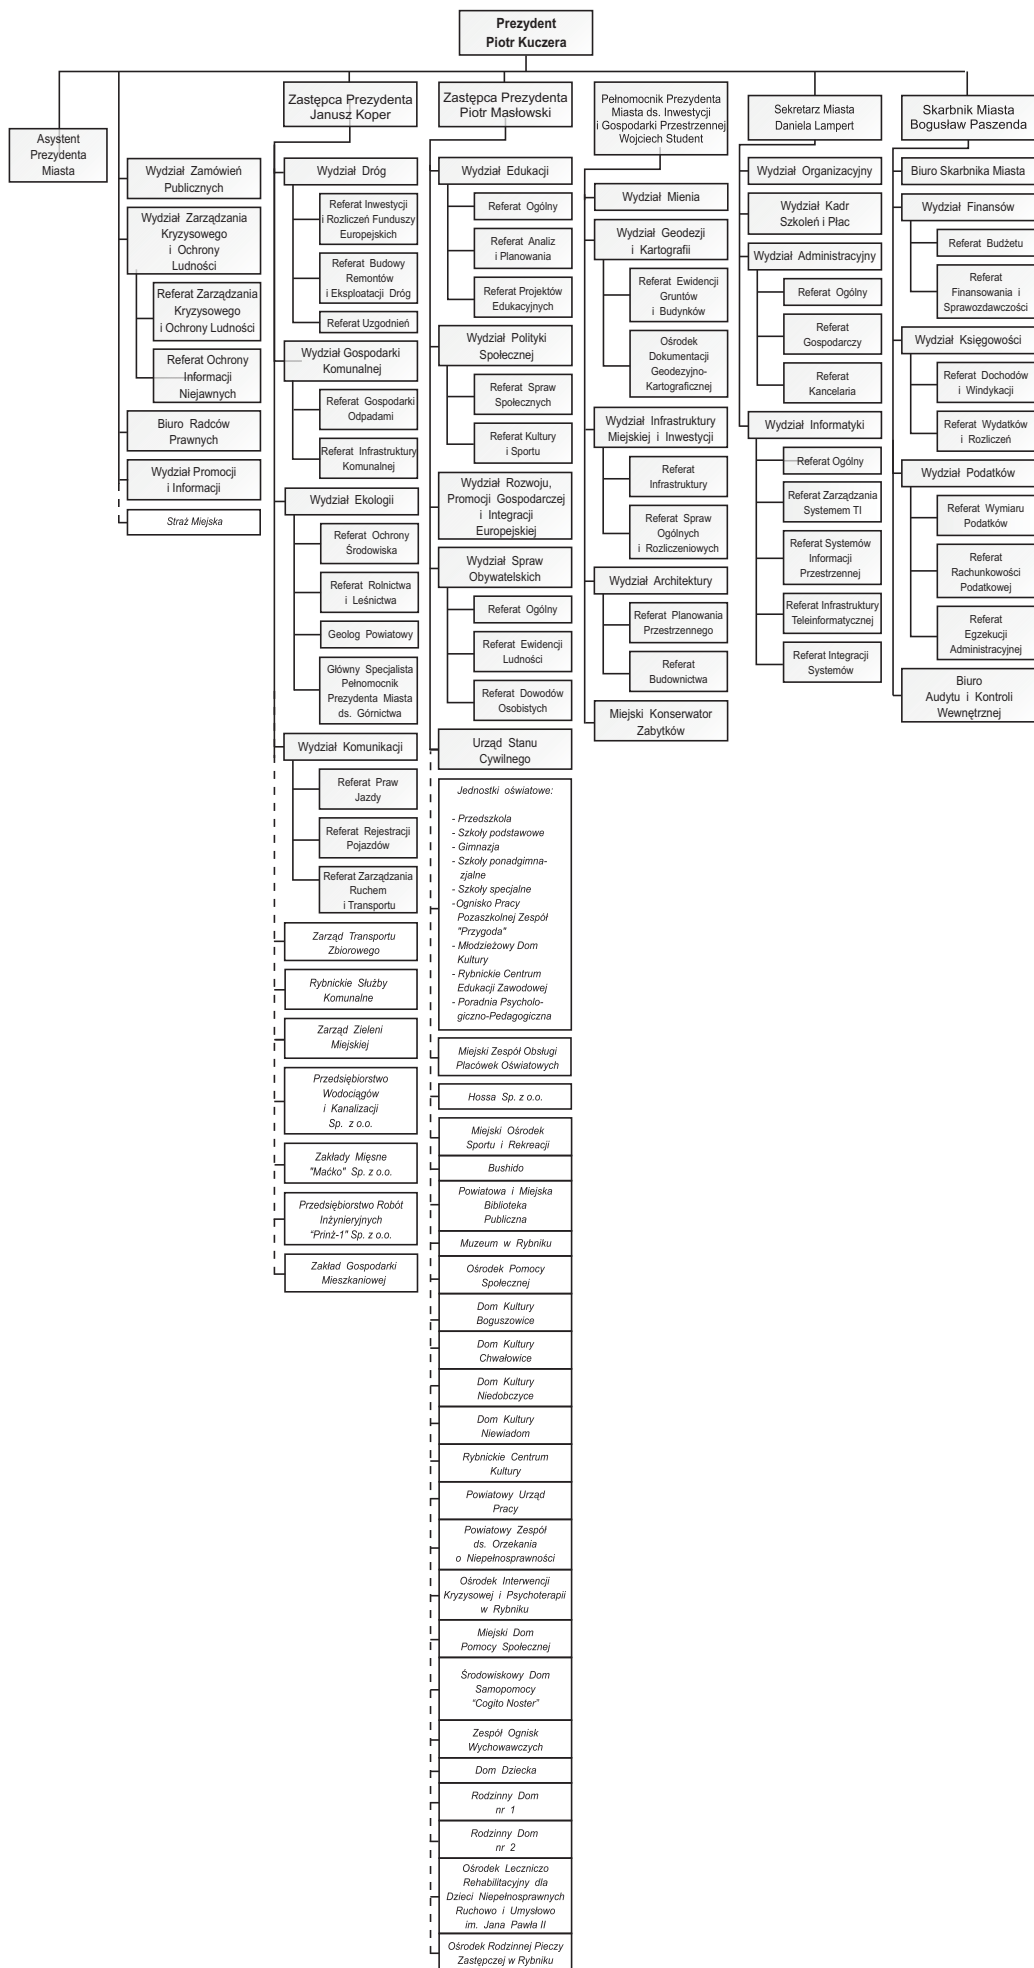 Prezydent
Piotr Kuczera
Asystent
Prezydenta
Miasta
Wydział Zamówień
Publicznych
Wydział Zarządzania
Kryzysowego
i Ochrony
Ludności
Referat Zarządzania
Kryzysowego
i Ochrony Ludności
Referat Ochrony
Informacji
Niejawnych
Biuro Radców
Prawnych
Wydział Promocji
i Informacji
Straż Miejska
Zastępca Prezydenta
Janusz Koper
Wydział Dróg
Referat Inwestycji
i Rozliczeń Funduszy
Europejskich
Referat Budowy
Remontów
i Eksploatacji Dróg
Referat Uzgodnień
Wydział Gospodarki
Komunalnej
Referat Gospodarki
Odpadami
Referat Infrastruktury
Komunalnej
Wydział Ekologii
Referat Ochrony
Środowiska
Referat Rolnictwa
i Leśnictwa
Geolog Powiatowy
Główny Specjalista
Pełnomocnik
Prezydenta Miasta
ds. Górnictwa
Wydział Komunikacji
Referat Praw
Jazdy
Referat Rejestracji
Pojazdów
Referat Zarządzania
Ruchem
i Transportu
Zarząd Transportu
Zbiorowego
Rybnickie Służby
Komunalne
Zarząd Zieleni
Miejskiej
Przedsiębiorstwo
Wodociągów
i Kanalizacji
Sp. z o.o.
Zakłady Mięsne
"Maćko" Sp. z o.o.
Przedsiębiorstwo Robót
Inżynieryjnych
"Prinż-1" Sp. z o.o.
Zakład Gospodarki
Mieszkaniowej
Zastępca Prezydenta
Piotr Masłowski
Wydział Edukacji
Referat Ogólny
Referat Analiz
i Planowania
Referat Projektów
Edukacyjnych
Wydział Polityki
Społecznej
Referat Spraw
Społecznych
Referat Kultury
i Sportu
Wydział Rozwoju,
Promocji Gospodarczej
i Integracji
Europejskiej
Wydział Spraw
Obywatelskich
Referat Ogólny
Referat Ewidencji
Ludności
Referat Dowodów
Osobistych
Urząd Stanu
Cywilnego
Jednostki oświatowe:
- Przedszkola
- Szkoły podstawowe
- Gimnazja
- Szkoły ponadgimna-
zjalne
- Szkoły specjalne
-Ognisko Pracy
Pozaszkolnej Zespół
"Przygoda"
- Młodzieżowy Dom
Kultury
- Rybnickie Centrum
Edukacji Zawodowej
- Poradnia Psycholo-
giczno-Pedagogiczna
Miejski Zespół Obsługi
Placówek Oświatowych
Hossa Sp. z o.o.
Miejski Ośrodek
Sportu i Rekreacji
Bushido
Powiatowa i Miejska
Biblioteka
Publiczna
Muzeum w Rybniku
Ośrodek Pomocy
Społecznej
Dom Kultury
Boguszowice
Dom Kultury
Chwałowice
Dom Kultury
Niedobczyce
Dom Kultury
Niewiadom
Rybnickie Centrum
Kultury
Powiatowy Urząd
Pracy
Powiatowy Zespół
ds. Orzekania
o Niepełnosprawności
Ośrodek Interwencji
Kryzysowej i Psychoterapii
w Rybniku
Miejski Dom
Pomocy Społecznej
Środowiskowy Dom
Samopomocy
"Cogito Noster"
Zespół Ognisk
Wychowawczych
Dom Dziecka
Rodzinny Dom
nr 1
Rodzinny Dom
nr 2
Ośrodek Leczniczo
Rehabilitacyjny dla
Dzieci Niepełnosprawnych
Ruchowo i Umysłowo
im. Jana Pawła II
Ośrodek Rodzinnej Pieczy
Zastępczej w Rybniku
Pełnomocnik Prezydenta
Miasta ds. Inwestycji
i Gospodarki Przestrzennej
Wojciech Student
Wydział Mienia
Wydział Geodezji
i Kartografii
Referat Ewidencji
Gruntów
i Budynków
Ośrodek
Dokumentacji
Geodezyjno-
Kartograficznej
Wydział Infrastruktury
Miejskiej i Inwestycji
Referat
Infrastruktury
Referat Spraw
Ogólnych
i Rozliczeniowych
Wydział Architektury
Referat Planowania
Przestrzennego
Referat
Budownictwa
Miejski Konserwator
Zabytków
Sekretarz Miasta
Daniela Lampert
Wydział Organizacyjny
Wydział Kadr
Szkoleń i Płac
Wydział Administracyjny
Referat Ogólny
Referat
Gospodarczy
Referat
Kancelaria
Wydział Informatyki
Referat Ogólny
Referat Zarządzania
Systemem TI
Referat Systemów
Informacji
Przestrzennej
Referat Infrastruktury
Teleinformatycznej
Referat Integracji
Systemów
Skarbnik Miasta
Bogusław Paszenda
Biuro Skarbnika Miasta
Wydział Finansów
Referat Budżetu
Referat
Finansowania i
Sprawozdawczości
Wydział Księgowości
Referat Dochodów
i Windykacji
Referat Wydatków
i Rozliczeń
Wydział Podatków
Referat Wymiaru
Podatków
Referat
Rachunkowości
Podatkowej
Referat
Egzekucji
Administracyjnej
Biuro
Audytu i Kontroli
Wewnętrznej